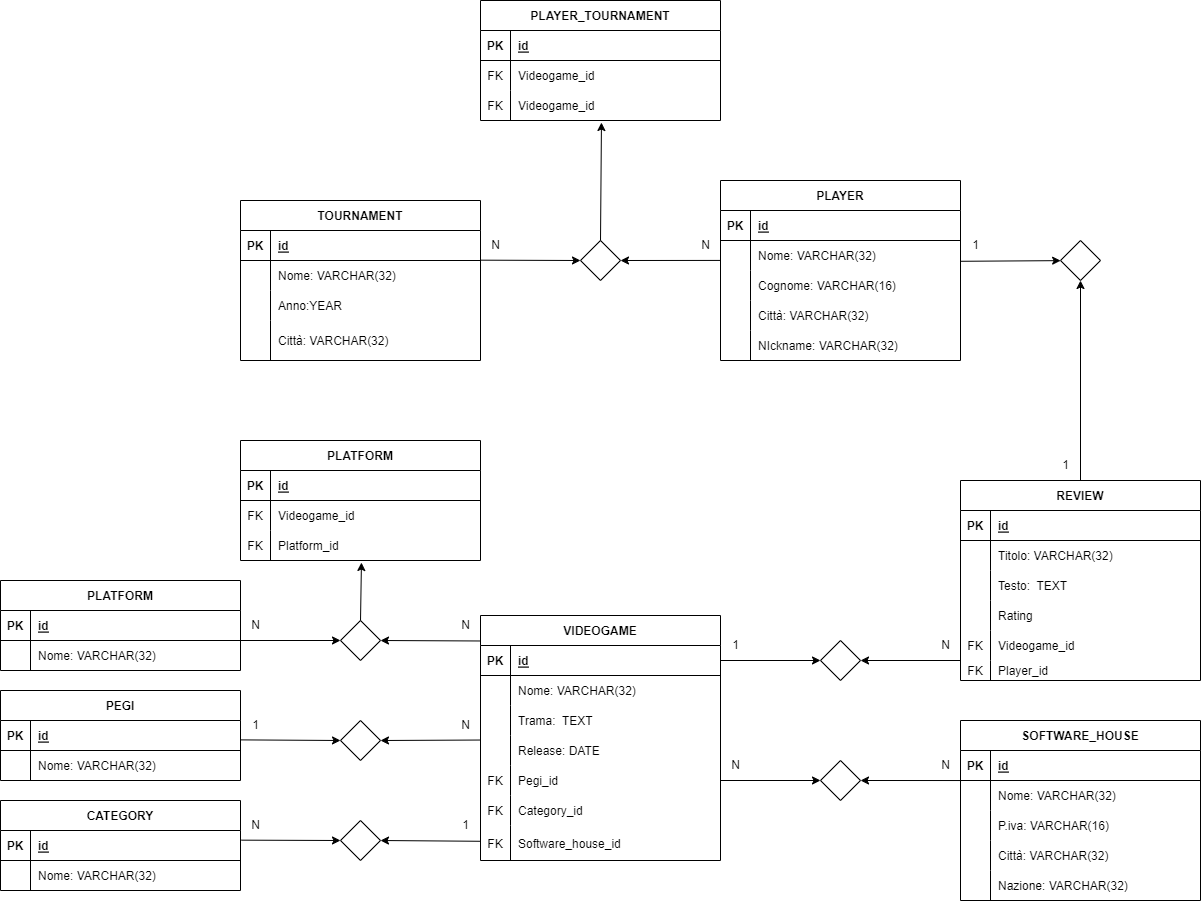 PLAYER_TOURNAMENT
PK id
FK Videogame_id
FK Videogame_id
TOURNAMENT
PK id
Nome: VARCHAR(32)
Anno:YEAR
Città: VARCHAR(32)
N
N
PLAYER
PK id
Nome: VARCHAR(32)
Cognome: VARCHAR(16)
Città: VARCHAR(32)
NIckname: VARCHAR(32)
1
1
PLATFORM
PK id
FK Videogame_id
FK Platform_id
REVIEW
PK id
Titolo: VARCHAR(32)
Testo: TEXT
Rating
FK Videogame_id
FK Player_id
PLATFORM
PK id
Nome: VARCHAR(32)
N
N
VIDEOGAME
PK id
Nome: VARCHAR(32)
Trama: TEXT
Release: DATE
FK Pegi_id
FK Category_id
FK Software_house_id
1
N
PEGI
PK id
Nome: VARCHAR(32)
1
N
SOFTWARE_HOUSE
PK id
Nome: VARCHAR(32)
P.iva: VARCHAR(16)
Città: VARCHAR(32)
Nazione: VARCHAR(32)
N
N
CATEGORY
PK id
Nome: VARCHAR(32)
N
1